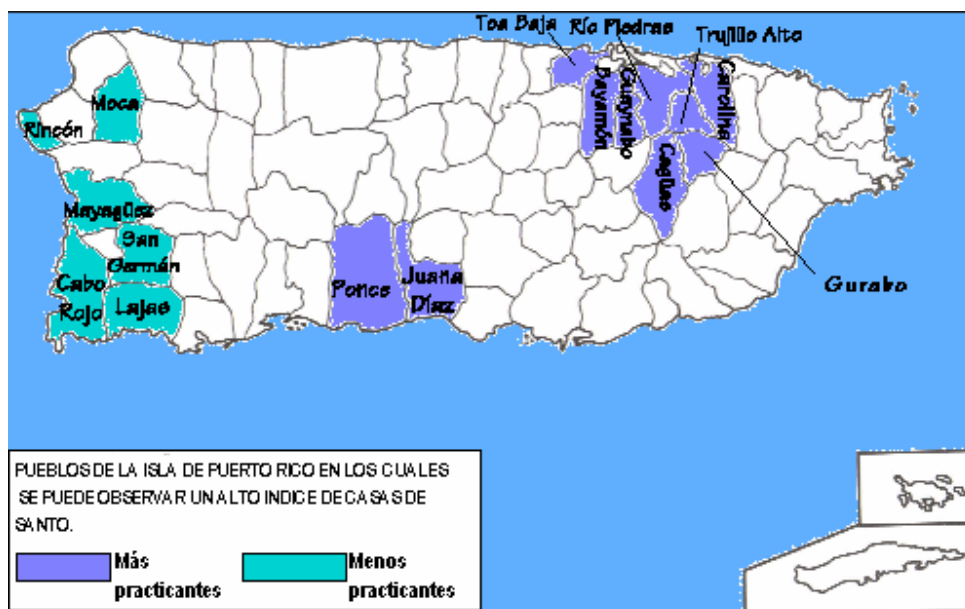 Toa Baja
Río Piedras
Trujillo Alto
Moca
Rincón
Bayamón
Guaynabo
Carolina
Caguas
Mayagüez
San
Germán
Cabo
Rojo
Lajas
Ponce
Juana
Díaz
Gurabo
PUEBLOS DE LA ISLA DE PUERTO RICO EN LOS CUALES
SE PUEDE OBSERVAR UN ALTO INDICE DE CASAS DE
SANTO.
Más
practicantes
Menos
practicantes